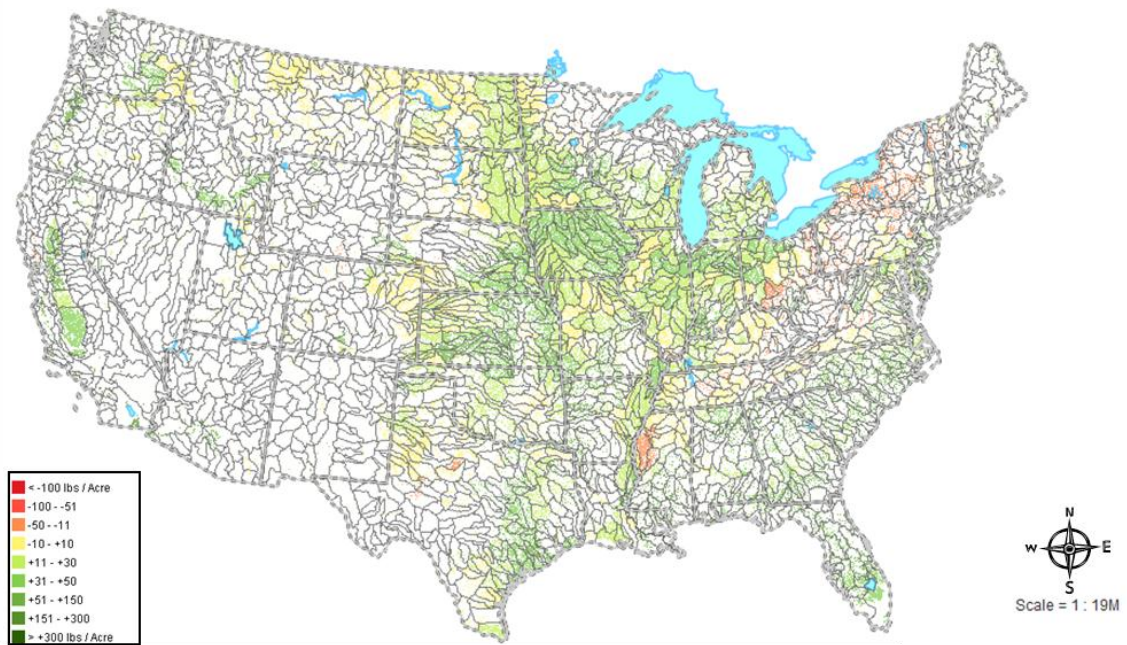 < -100 lbs / Acre
-100 - -51
-50 - -11
-10 - +10
+11 - +30
+31 - +50
+51 - +150
+151 - +300
> +300 lbs / Acre
N
W E
S
Scale = 1 : 19M